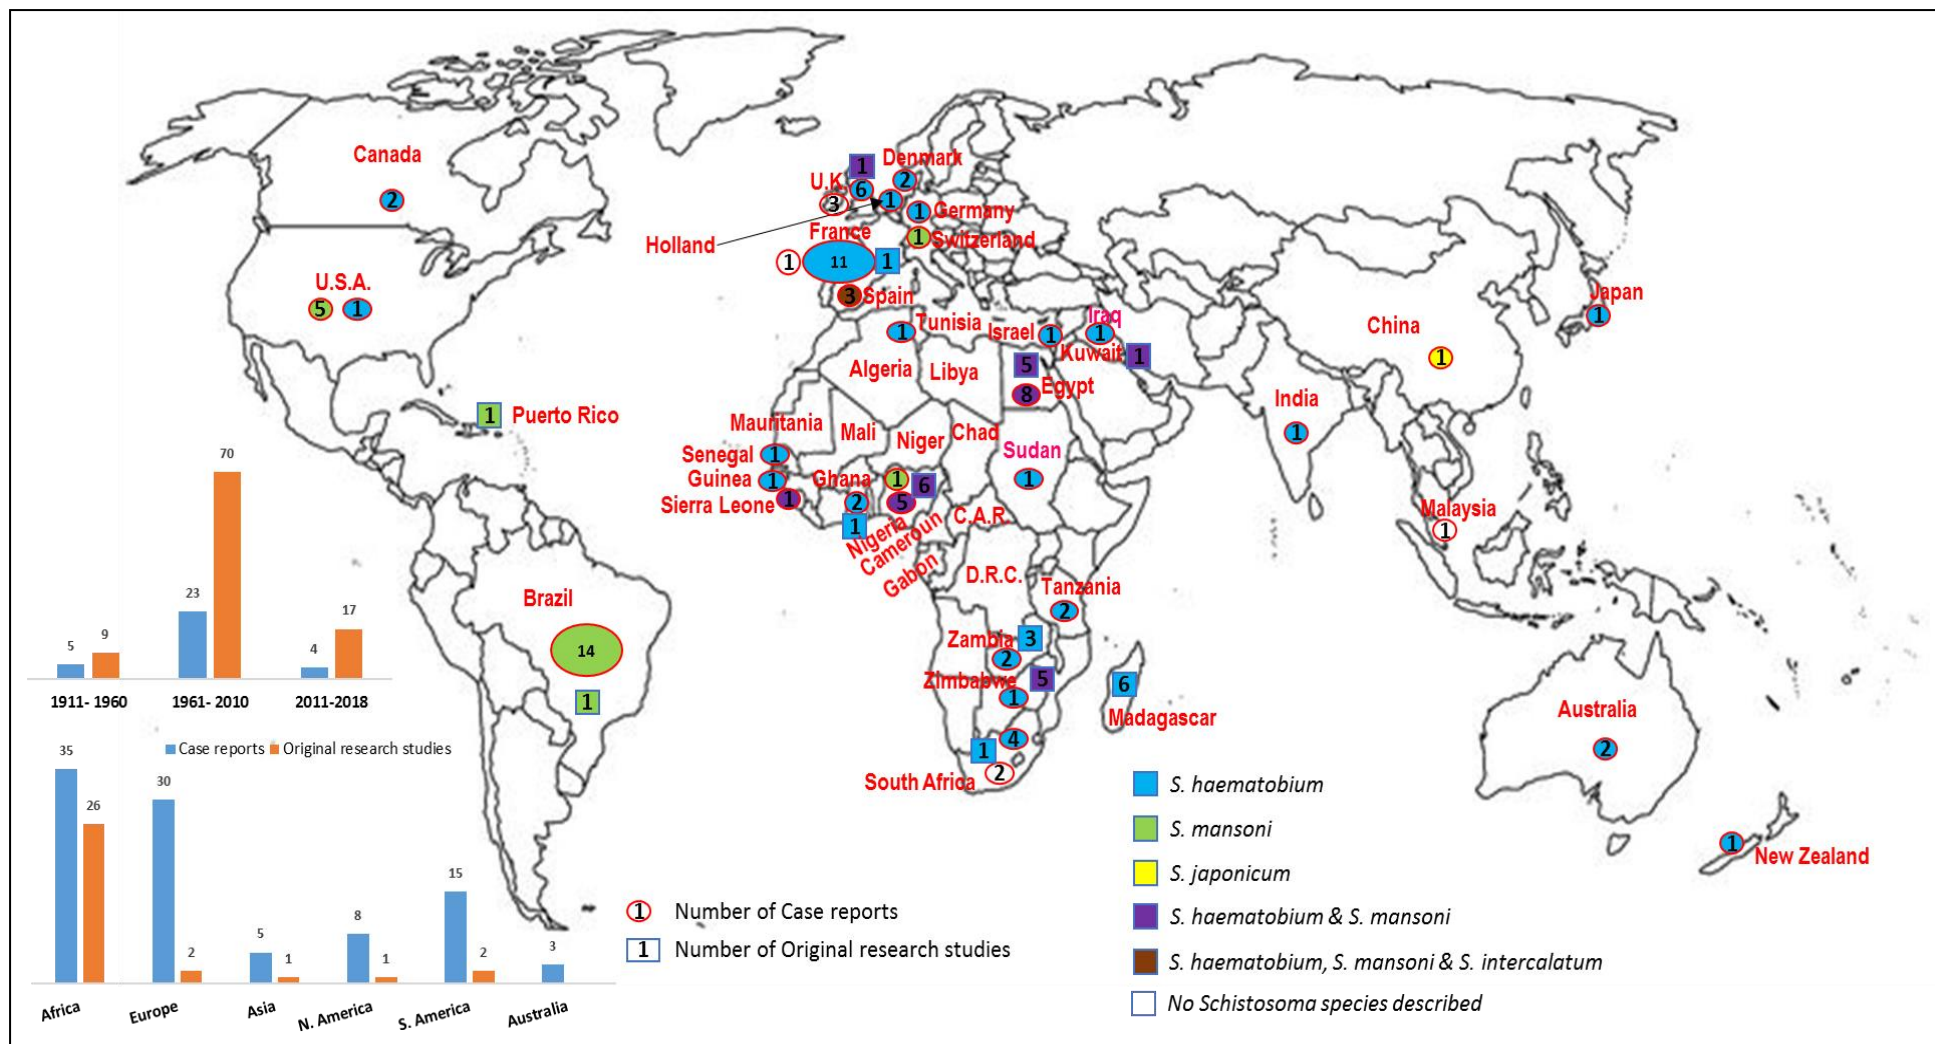 Canada
2
U.S.A.
5
1
1
Puerto Rico
Brazil
14
1
Denmark
1
2
U.K.
6
3
1
Holland
1
Germany
France
1
Switzerland
1
11
1
3
Spain
1
Tunisia
Israel
1
Iraq
1
Kuwait
1
Algeria
Libya
5
8
Egypt
Mauritania
Mali
Niger
Chad
Sudan
1
Senegal
1
Guinea
1
Sierra Leone
1
Ghana
2
1
1
6
5
Nigeria
Cameroun
Gabon
C.A.R.
D.R.C.
Tanzania
2
Zambia
3
2
Zimbabwe
5
1
6
Madagascar
4
1
South Africa
2
Japan
1
China
1
India
1
Malaysia
1
Australia
2
1
New Zealand
5
9
23
70
4
17
1911- 1960
1961- 2010
2011-2018
Case reports
Original research studies
35
26
30
2
5
1
8
1
15
2
3
Africa
Europe
Asia
N. America
S. America
Australia
1 Number of Case reports
1 Number of Original research studies
S. haematobium
S. mansoni
S. japonicum
S. haematobium & S. mansoni
S. haematobium, S. mansoni & S. intercalatum
No Schistosoma species described